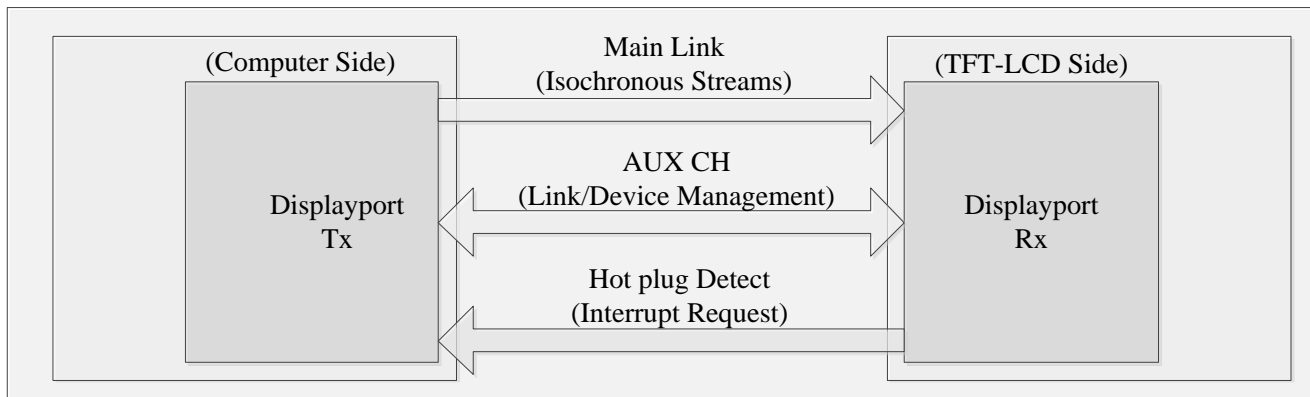 (Computer Side)
Displayport
Tx
Main Link
(Isochronous Streams)
AUX CH
(Link/Device Management)
Hot plug Detect
(Interrupt Request)
(TFT-LCD Side)
Displayport
Rx